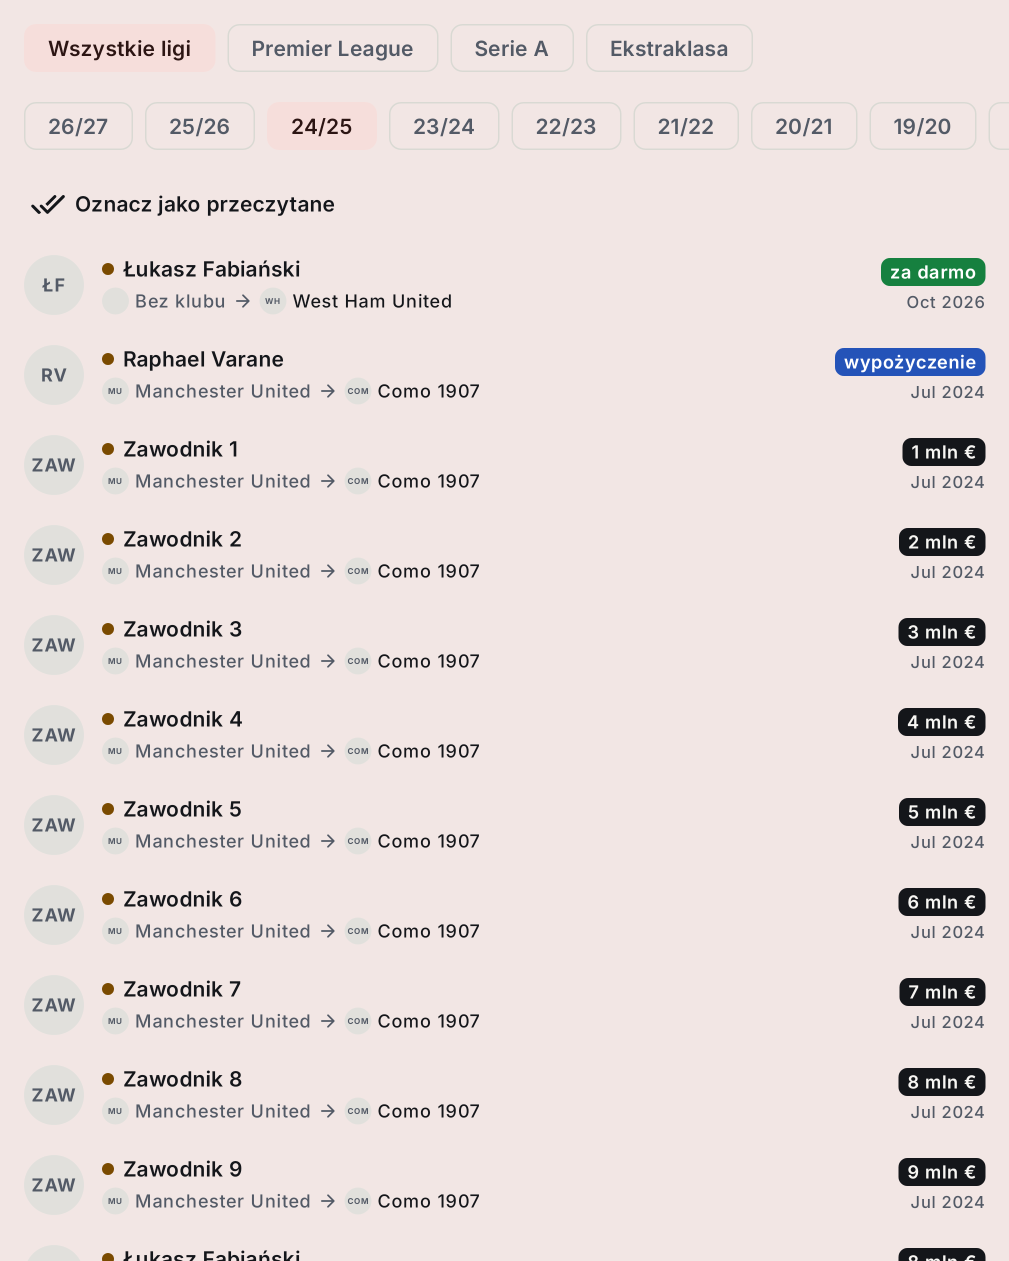 Wszystkie ligi Premier League Serie A Ekstraklasa
26/27 25/26 24/25 23/24 22/23 21/22 20/21 19/20
Oznacz jako przeczytane
ŁF Łukasz Fabiański za darmo
Bez klubu → WH West Ham United Oct 2026
RV Raphael Varane wypożyczenie
MU Manchester United → COM Como 1907 Jul 2024
ZAW Zawodnik 1 1 mln €
MU Manchester United → COM Como 1907 Jul 2024
ZAW Zawodnik 2 2 mln €
MU Manchester United → COM Como 1907 Jul 2024
ZAW Zawodnik 3 3 mln €
MU Manchester United → COM Como 1907 Jul 2024
ZAW Zawodnik 4 4 mln €
MU Manchester United → COM Como 1907 Jul 2024
ZAW Zawodnik 5 5 mln €
MU Manchester United → COM Como 1907 Jul 2024
ZAW Zawodnik 6 6 mln €
MU Manchester United → COM Como 1907 Jul 2024
ZAW Zawodnik 7 7 mln €
MU Manchester United → COM Como 1907 Jul 2024
ZAW Zawodnik 8 8 mln €
MU Manchester United → COM Como 1907 Jul 2024
ZAW Zawodnik 9 9 mln €
MU Manchester United → COM Como 1907 Jul 2024
Łukasz Fabiański 8 mln €